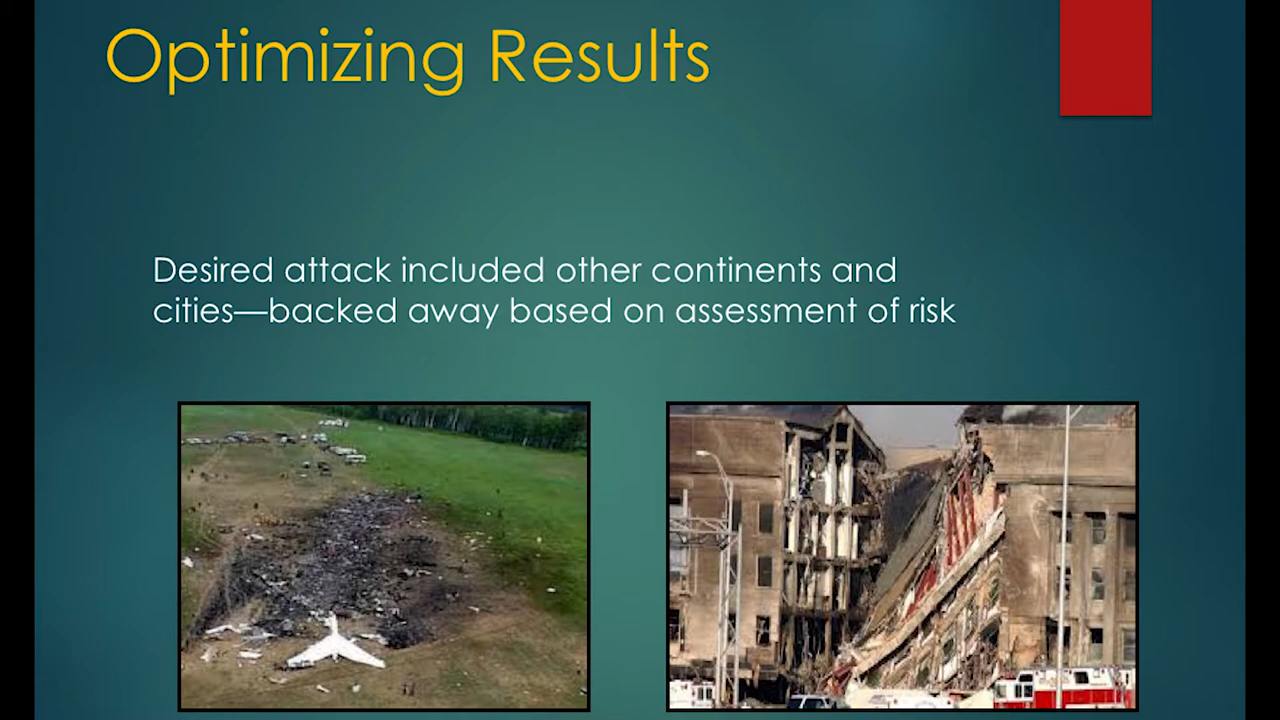 Optimizing Results
Desired attack included other continents and
cities—backed away based on assessment of risk